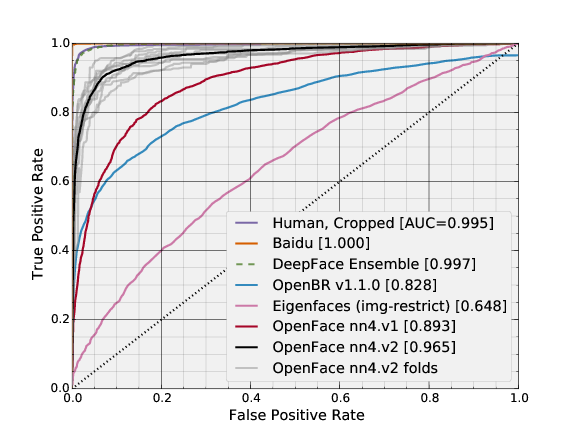 1.0
0.8
0.6
0.4
0.2
0.0
True Positive Rate
Human, Cropped [AUC=0.995]
Baidu [1.000]
DeepFace Ensemble [0.997]
OpenBR v1.1.0 [0.828]
Eigenfaces (img-restrict) [0.648]
OpenFace nn4.v1 [0.893]
OpenFace nn4.v2 [0.965]
OpenFace nn4.v2 folds
0.0 0.2 0.4 0.6 0.8 1.0
False Positive Rate